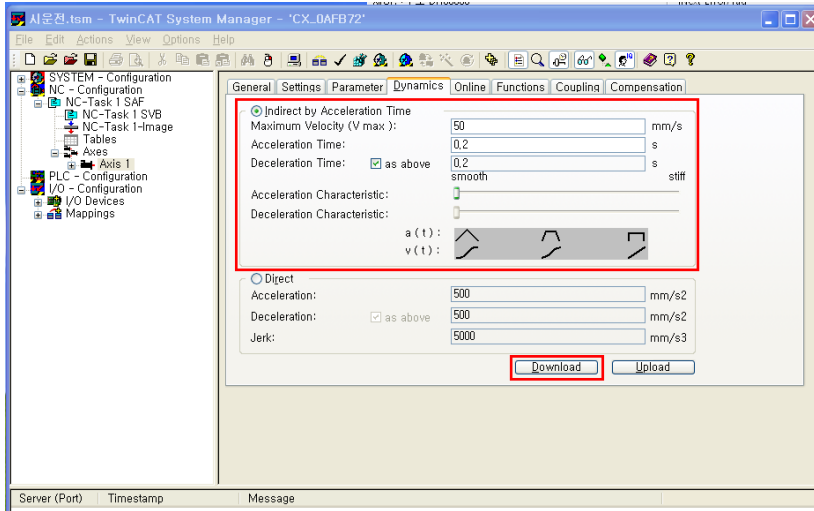 시운전.tsm - TwinCAT System Manager - 'CX_0AFB72'
File Edit Actions View Options Help
SYSTEM - Configuration
NC - Configuration
NC-Task 1 SAF
NC-Task 1 SVB
NC-Task 1-Image
Tables
Axes
Axis 1
PLC - Configuration
I/O - Configuration
I/O Devices
Mappings
General Settings Parameter Dynamics Online Functions Coupling Compensation
Indirect by Acceleration Time
Maximum Velocity (V max ): 50 mm/s
Acceleration Time: 0,2 s
Deceleration Time: as above 0,2 s
smooth stiff
Acceleration Characteristic:
Deceleration Characteristic:
a(t):
v(t):
Direct
Acceleration: 500 mm/s2
Deceleration: as above 500 mm/s2
Jerk: 5000 mm/s3
Download Upload
Server (Port) Timestamp Message